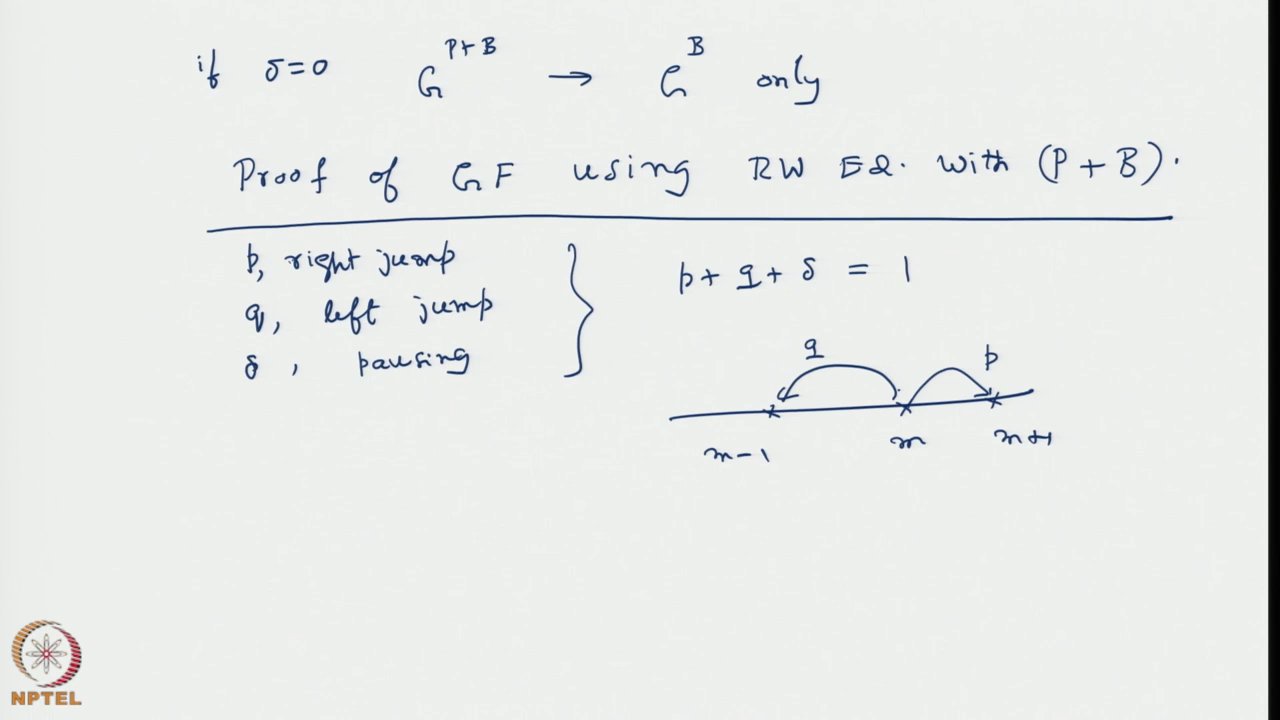 if δ=0 G^{P+B} → G^{B} only
Proof of GF using RW EQ. with (P+B).
p, right jump
q, left jump
δ, pausing
p + q + δ = 1
q p
m-1 m m+1
NPTEL